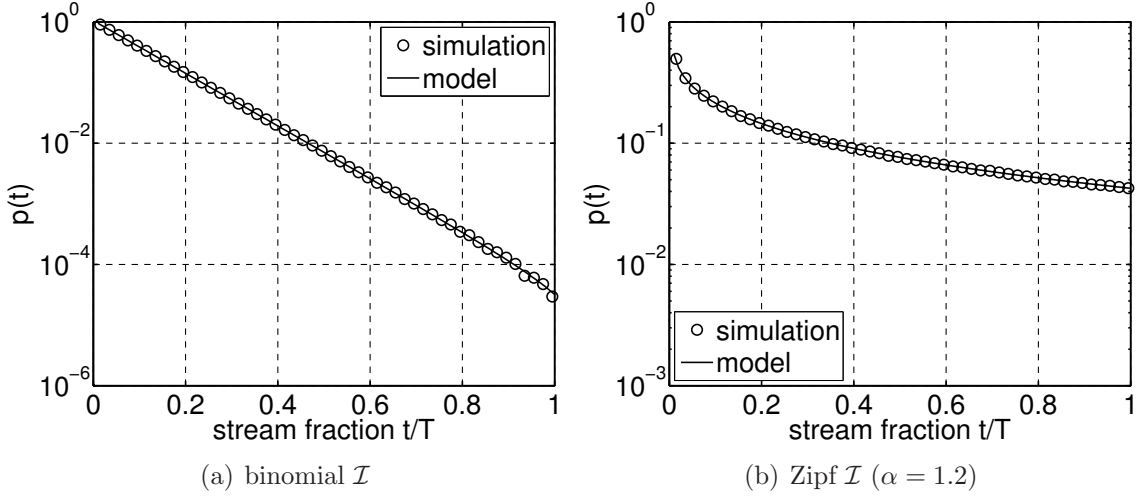 10^0
10^-2
10^-4
10^-6
p(t)
simulation
model
0 0.2 0.4 0.6 0.8 1
stream fraction t/T
(a) binomial ℐ
10^0
10^-1
10^-2
10^-3
p(t)
simulation
model
0 0.2 0.4 0.6 0.8 1
stream fraction t/T
(b) Zipf ℐ (α = 1.2)